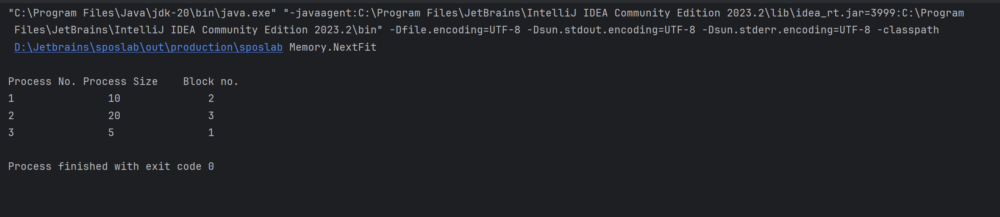 "C:\Program Files\Java\jdk-20\bin\java.exe" "-javaagent:C:\Program Files\JetBrains\IntelliJ IDEA Community Edition 2023.2\lib\idea_rt.jar=3999:C:\Program
Files\JetBrains\IntelliJ IDEA Community Edition 2023.2\bin" -Dfile.encoding=UTF-8 -Dsun.stdout.encoding=UTF-8 -Dsun.stderr.encoding=UTF-8 -classpath
D:\Jetbrains\sposlab\out\production\sposlab Memory.NextFit
Process No. Process Size    Block no.
1               10              2
2               20              3
3               5               1
Process finished with exit code 0